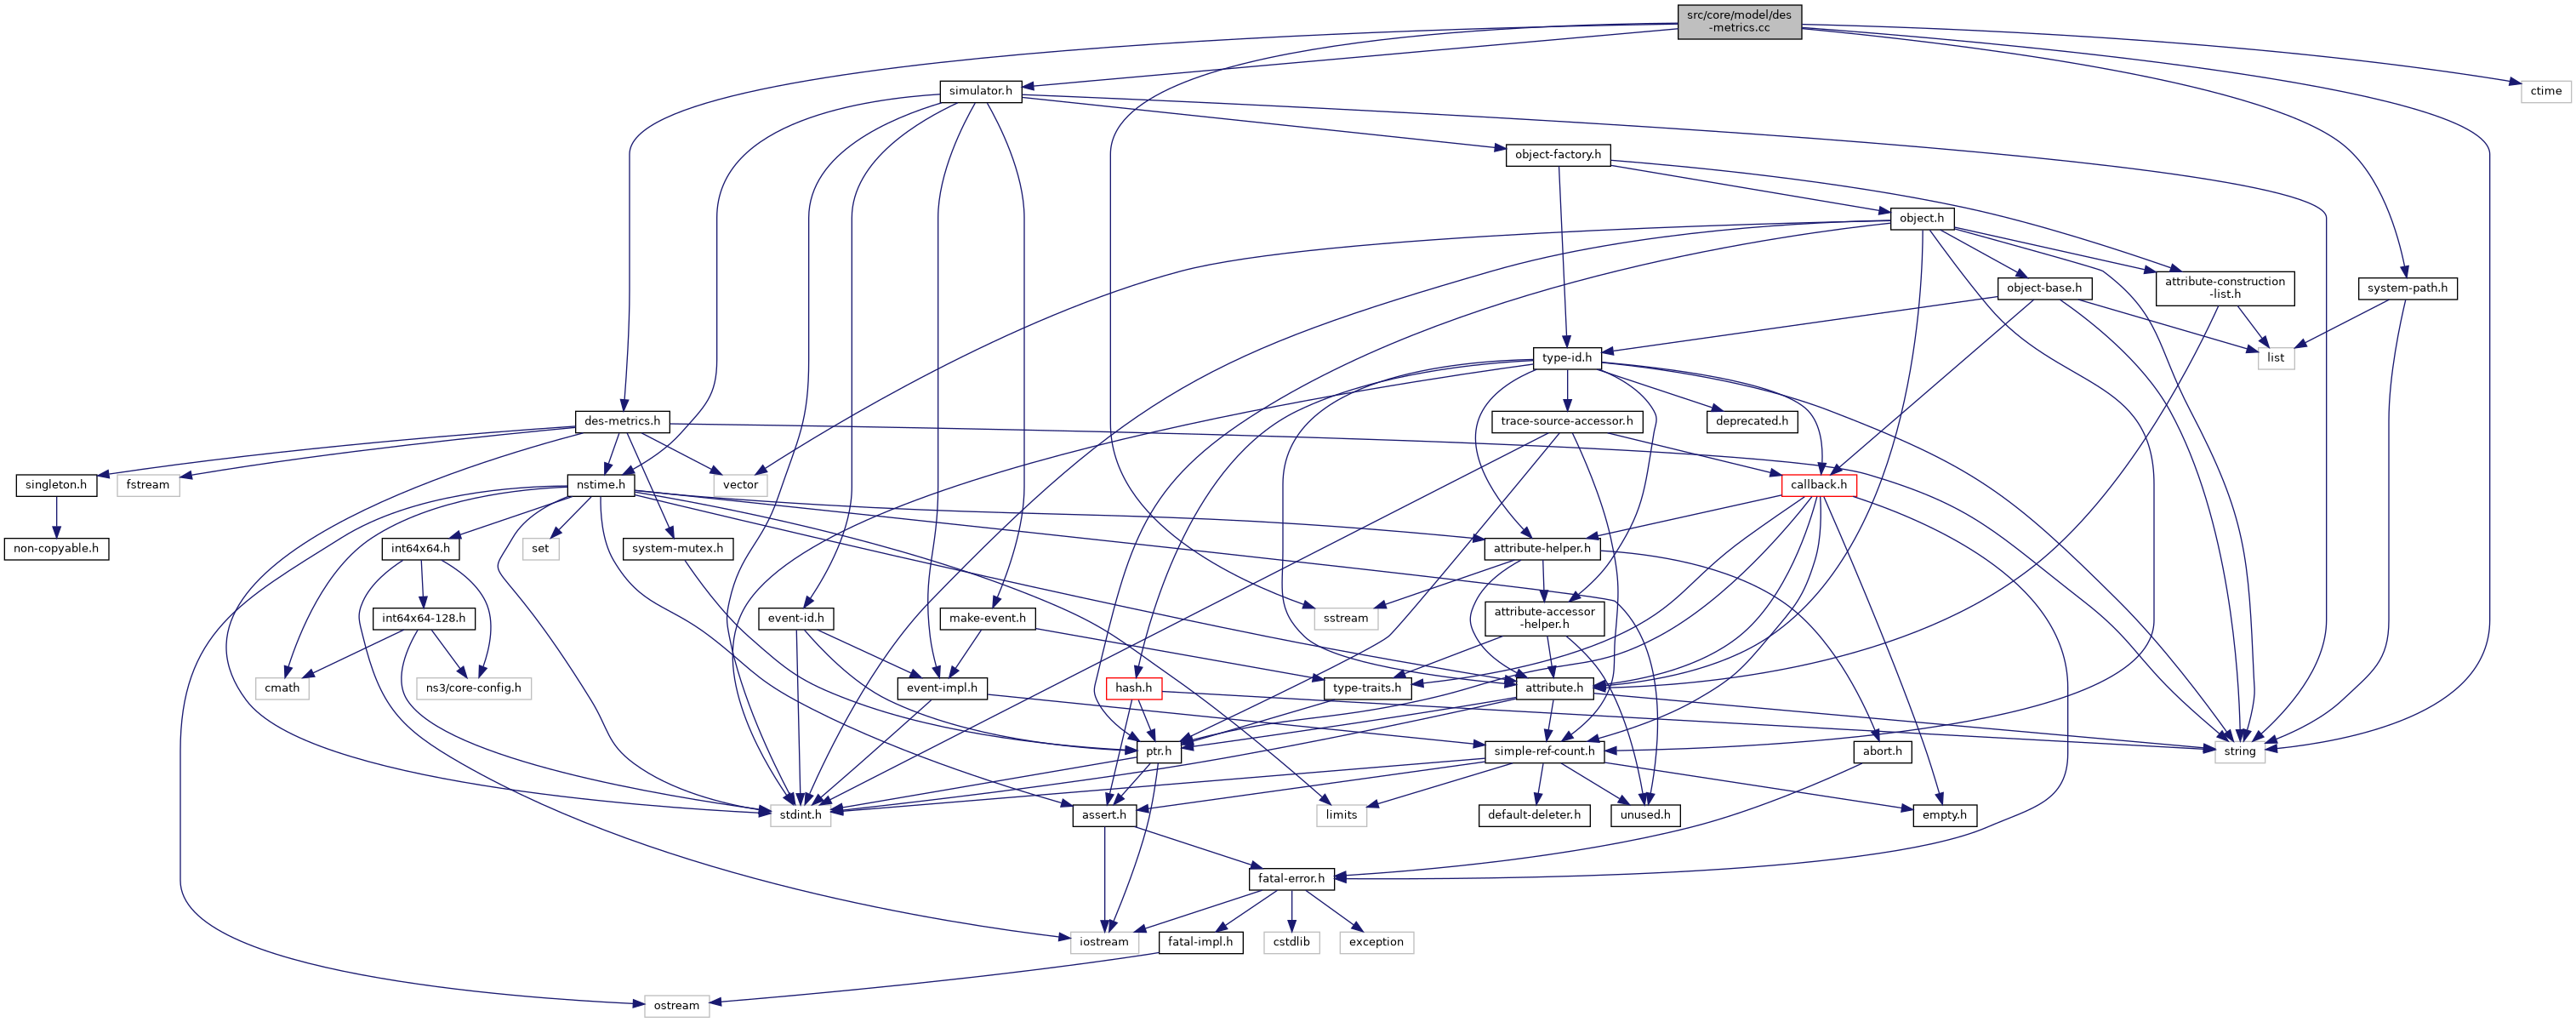 src/core/model/des
-metrics.cc
simulator.h
ctime
object-factory.h
object.h
object-base.h
attribute-construction
-list.h
system-path.h
type-id.h
list
des-metrics.h
trace-source-accessor.h
deprecated.h
singleton.h
fstream
nstime.h
vector
callback.h
non-copyable.h
int64x64.h
set
system-mutex.h
attribute-helper.h
int64x64-128.h
event-id.h
make-event.h
sstream
attribute-accessor
-helper.h
cmath
ns3/core-config.h
event-impl.h
hash.h
type-traits.h
attribute.h
ptr.h
simple-ref-count.h
abort.h
string
stdint.h
assert.h
limits
default-deleter.h
unused.h
empty.h
fatal-error.h
iostream
fatal-impl.h
cstdlib
exception
ostream